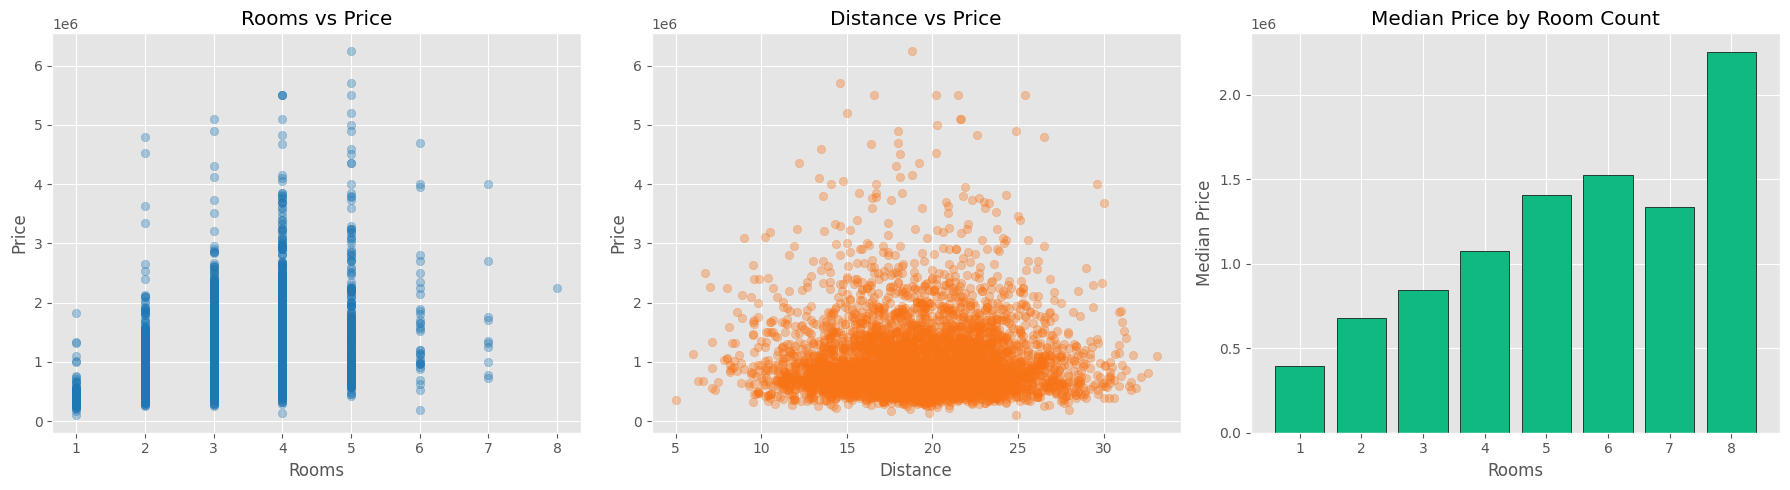 Rooms vs Price
1e6
6
5
4
3
2
1
0
Price
1 2 3 4 5 6 7 8
Rooms
Distance vs Price
1e6
6
5
4
3
2
1
0
Price
5 10 15 20 25 30
Distance
Median Price by Room Count
1e6
2.0
1.5
1.0
0.5
0.0
Median Price
1 2 3 4 5 6 7 8
Rooms